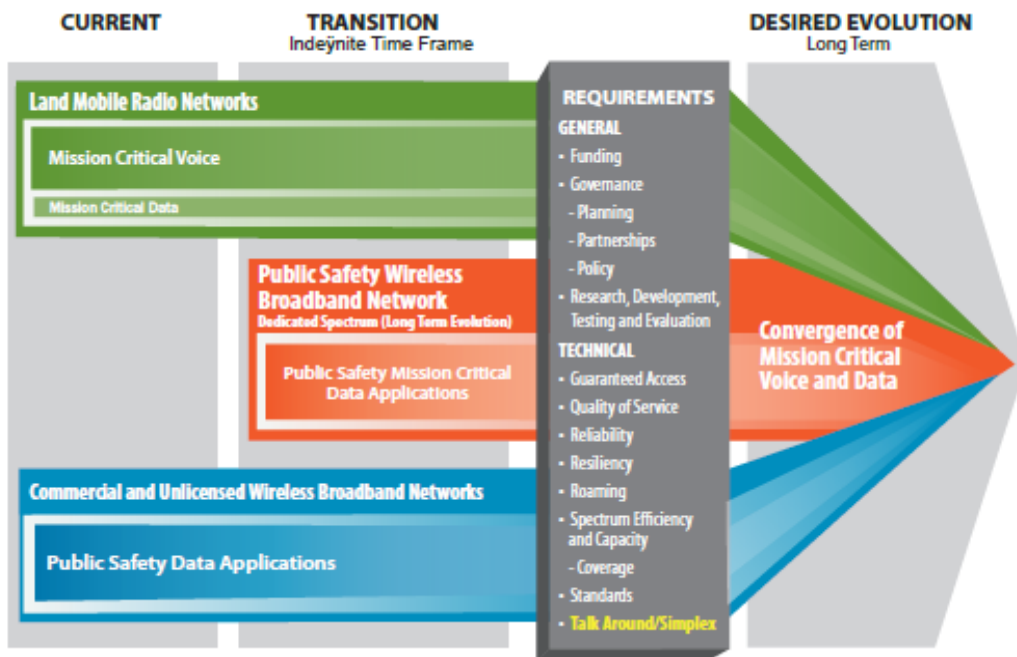 CURRENT
TRANSITION
Indeÿnite Time Frame
DESIRED EVOLUTION
Long Term
Land Mobile Radio Networks
Mission Critical Voice
Mission Critical Data
Public Safety Wireless
Broadband Network
Dedicated Spectrum (Long Term Evolution)
Public Safety Mission Critical
Data Applications
Commercial and Unlicensed Wireless Broadband Networks
Public Safety Data Applications
REQUIREMENTS
GENERAL
• Funding
• Governance
- Planning
- Partnerships
- Policy
• Research, Development,
Testing and Evaluation
TECHNICAL
• Guaranteed Access
• Quality of Service
• Reliability
• Resiliency
• Roaming
• Spectrum Efficiency
and Capacity
- Coverage
• Standards
• Talk Around/Simplex
Convergence of
Mission Critical
Voice and Data